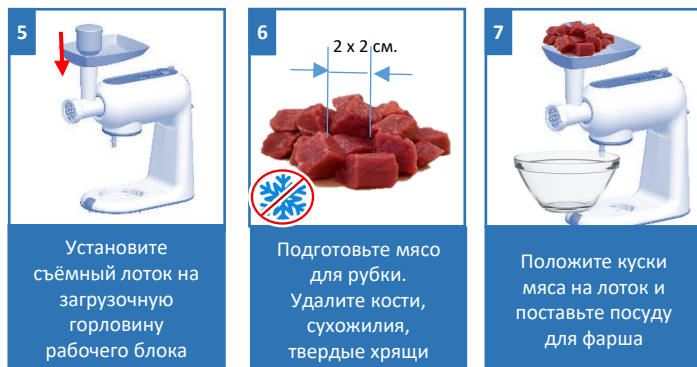 5
Установите
съёмный лоток на
загрузочную
горловину
рабочего блока
6
2 x 2 см.
Подготовьте мясо
для рубки.
Удалите кости,
сухожилия,
твердые хрящи
7
Положите куски
мяса на лоток и
поставьте посуду
для фарша